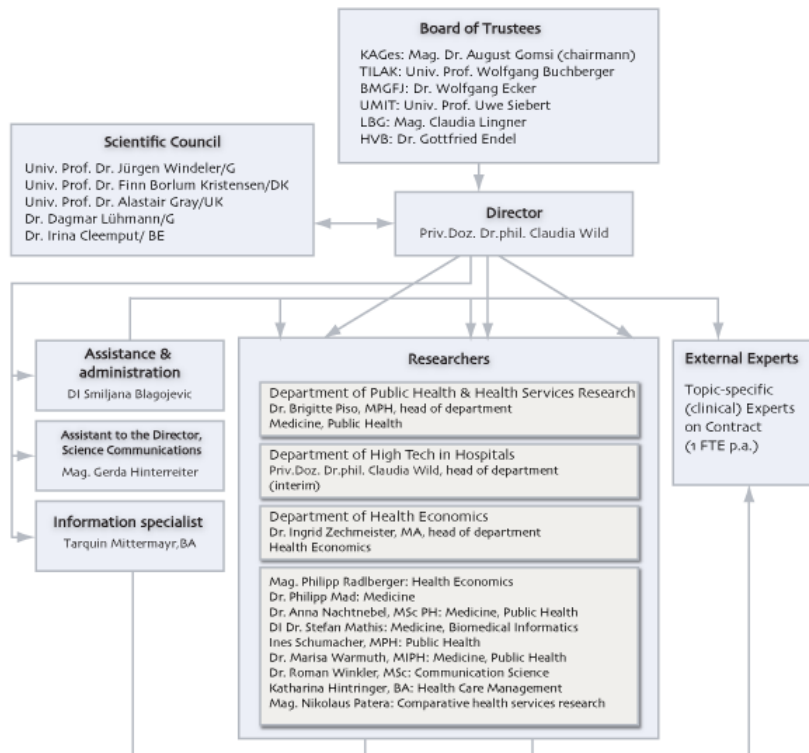 Board of Trustees
KAGes: Mag. Dr. August Gomsi (chairmann)
TILAK: Univ. Prof. Wolfgang Buchberger
BMGFJ: Dr. Wolfgang Ecker
UMIT: Univ. Prof. Uwe Siebert
LBG: Mag. Claudia Lingner
HVB: Dr. Gottfried Endel
Scientific Council
Univ. Prof. Dr. Jürgen Windeler/G
Univ. Prof. Dr. Finn Borlum Kristensen/DK
Univ. Prof. Dr. Alastair Gray/UK
Dr. Dagmar Lühmann/G
Dr. Irina Cleemput/ BE
Director
Priv.Doz. Dr.phil. Claudia Wild
Assistance &
administration
DI Smiljana Blagojevic
Assistant to the Director,
Science Communications
Mag. Gerda Hinterreiter
Information specialist
Tarquin Mittermayr,BA
Researchers
Department of Public Health & Health Services Research
Dr. Brigitte Piso, MPH, head of department
Medicine, Public Health
Department of High Tech in Hospitals
Priv.Doz. Dr.phil. Claudia Wild, head of department
(interim)
Department of Health Economics
Dr. Ingrid Zechmeister, MA, head of department
Health Economics
Mag. Philipp Radlberger: Health Economics
Dr. Philipp Mad: Medicine
Dr. Anna Nachtnebel, MSc PH: Medicine, Public Health
DI Dr. Stefan Mathis: Medicine, Biomedical Informatics
Ines Schumacher, MPH: Public Health
Dr. Marisa Warmuth, MIPH: Medicine, Public Health
Dr. Roman Winkler, MSc: Communication Science
Katharina Hintringer, BA: Health Care Management
Mag. Nikolaus Patera: Comparative health services research
External Experts
Topic-specific
(clinical) Experts
on Contract
(1 FTE p.a.)